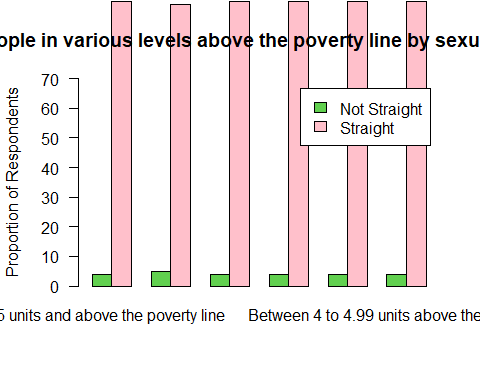 ople in various levels above the poverty line by sexu
Proportion of Respondents
70
60
50
40
30
20
10
0
Not Straight
Straight
5 units and above the poverty line
Between 4 to 4.99 units above the